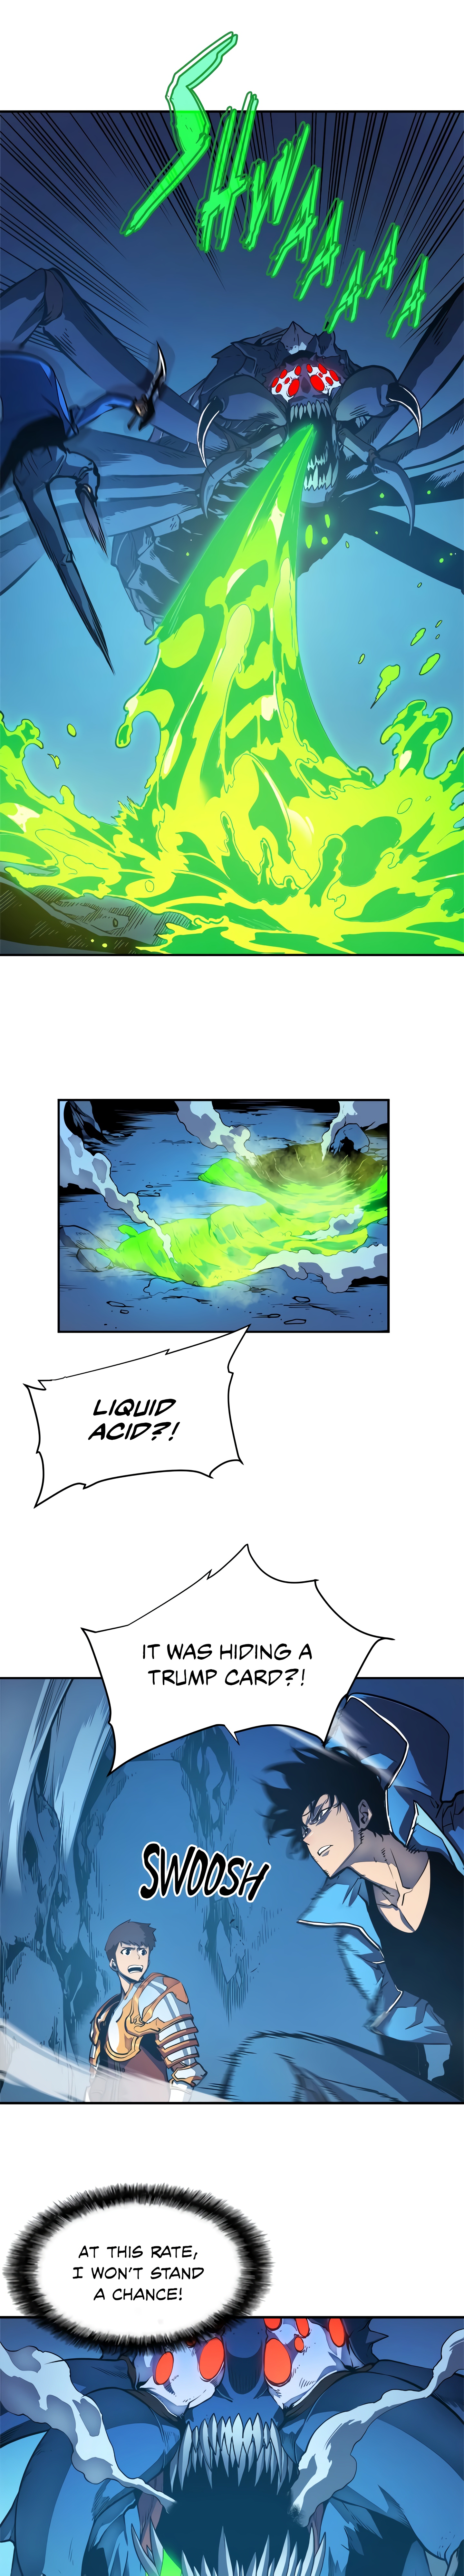 SHWAAAAA
LIQUID
ACID?!
IT WAS HIDING A
TRUMP CARD?!
SWOOSH
AT THIS RATE,
I WON'T STAND
A CHANCE!